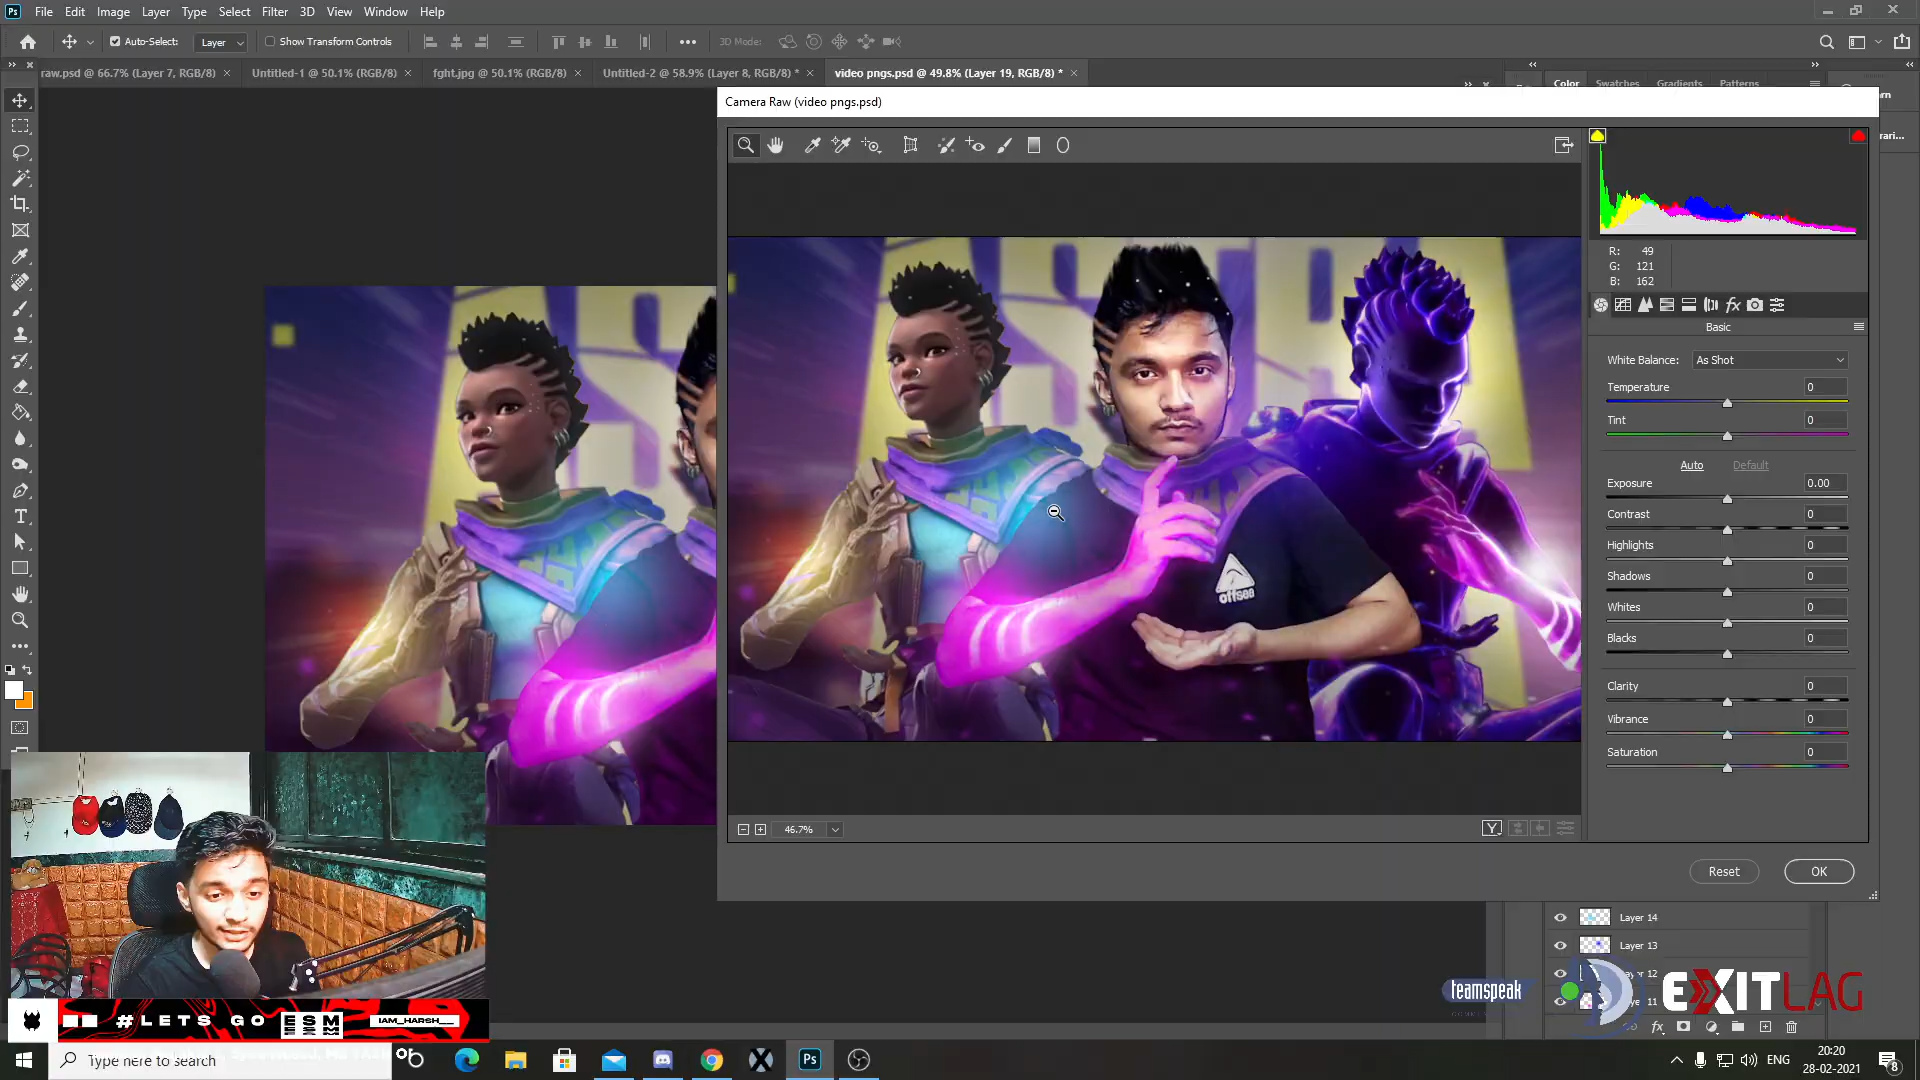 Ps File Edit Image Layer Type Select Filter 3D View Window Help
Auto-Select: Layer Show Transform Controls 3D Mode:
raw.psd @ 66.7% (Layer 7, RGB/8) Untitled-1 @ 50.1% (RGB/8) fght.jpg @ 50.1% (RGB/8) Untitled-2 @ 58.9% (Layer 8, RGB/8) * video pngs.psd @ 49.8% (Layer 19, RGB/8) *
Color Swatches Gradients Patterns
Camera Raw (video pngs.psd)
R: 49
G: 121
B: 162
Basic
White Balance: As Shot
Temperature 0
Tint 0
Auto Default
Exposure 0.00
Contrast 0
Highlights 0
Shadows 0
Whites 0
Blacks 0
Clarity 0
Vibrance 0
Saturation 0
offsea
46.7%
Y
Reset OK
Layer 14
Layer 13
teamspeak
EXITLAG
#LETS GO ESM IAM_HARSH__
Type here to search
Ps
ENG
20:20
28-02-2021
8